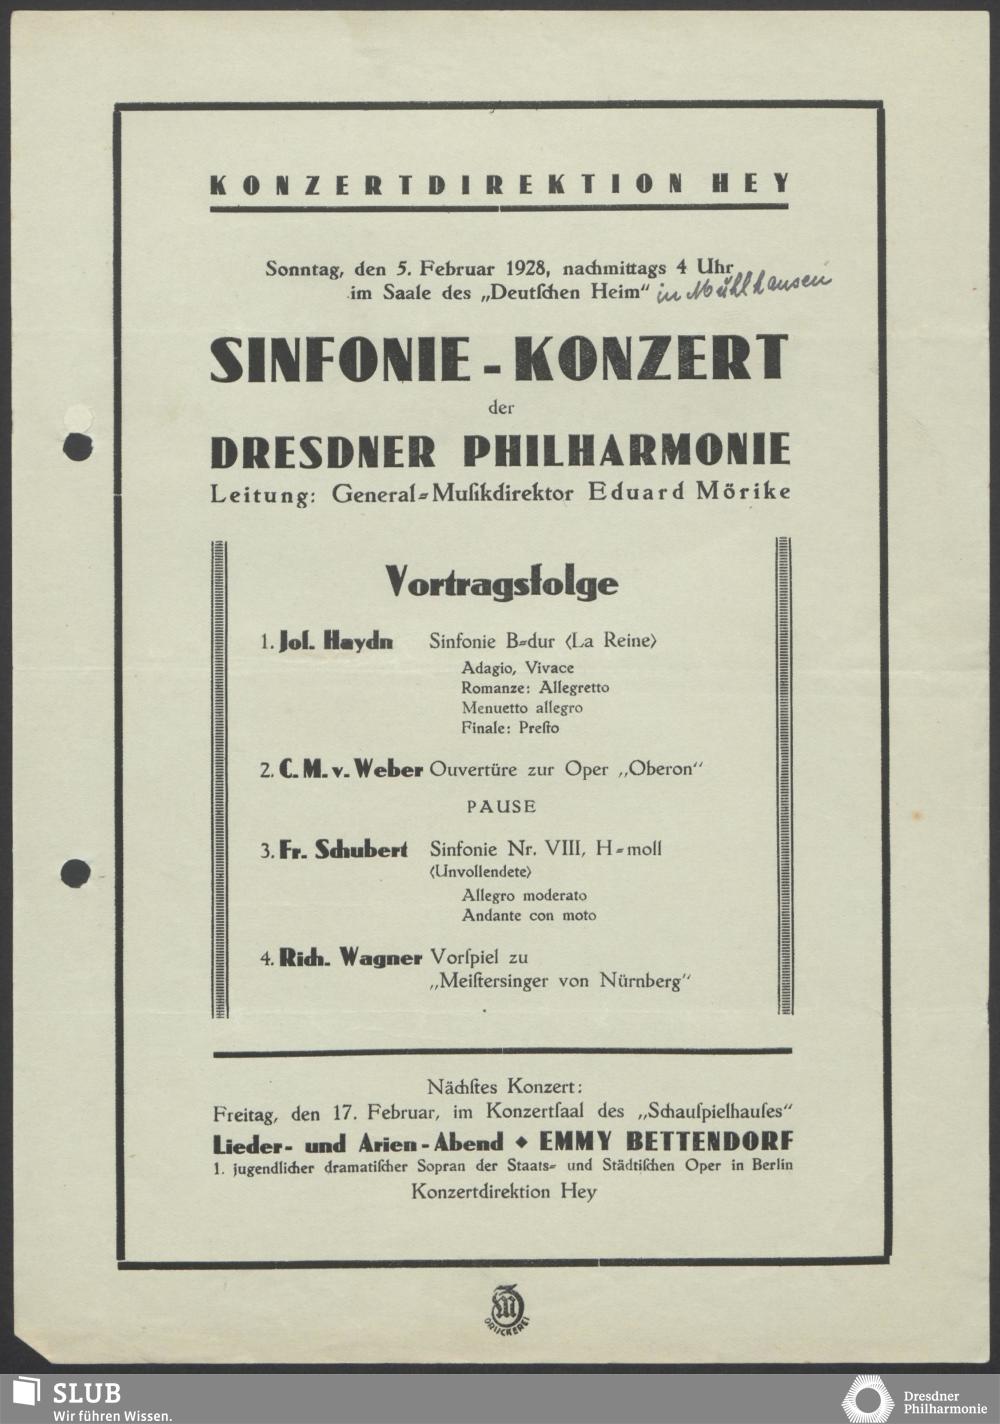 KONZERTDIREKTION HEY
Sonntag, den 5. Februar 1928, nachmittags 4 Uhr
im Saale des „Deutſchen Heim“ in Mühlhausen
SINFONIE-KONZERT
der
DRESDNER PHILHARMONIE
Leitung: General-Muſikdirektor Eduard Mörike
Vortragsfolge
1. Joſ. Haydn Sinfonie B-dur ‹La Reine›
Adagio, Vivace
Romanze: Allegretto
Menuetto allegro
Finale: Preſto
2. C. M. v. Weber Ouvertüre zur Oper „Oberon“
PAUSE
3. Fr. Schubert Sinfonie Nr. VIII, H-moll
‹Unvollendete›
Allegro moderato
Andante con moto
4. Rich. Wagner Vorſpiel zu
„Meiſtersinger von Nürnberg“
Nächſtes Konzert:
Freitag, den 17. Februar, im Konzertſaal des „Schauſpielhauſes“
Lieder- und Arien-Abend ◆ EMMY BETTENDORF
1. jugendlicher dramatiſcher Sopran der Staats- und Städtiſchen Oper in Berlin
Konzertdirektion Hey
DRUCKEREI
SLUB
Wir führen Wissen.
Dresdner
Philharmonie